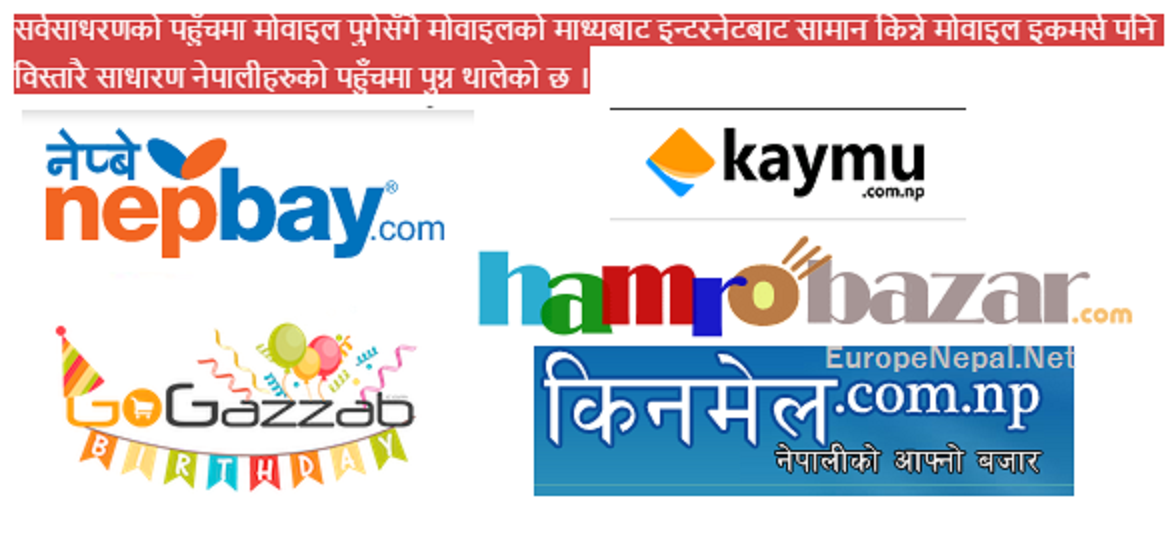 सर्वसाधरणको पहुँचमा मोवाइल पुगेसँगै मोवाइलको माध्यबाट इन्टरनेटबाट सामान किन्ने मोवाइल इकमर्स पनि
विस्तारै साधारण नेपालीहरुको पहुँचमा पुग्न थालेको छ ।
नेप्बे
nepbay®.com
kaymu
.com.np
hamrobazar.com
GoGazzab
BIRTHDAY
EuropeNepal.Net
किनमेल.com.np
नेपालीको आफ्नो बजार